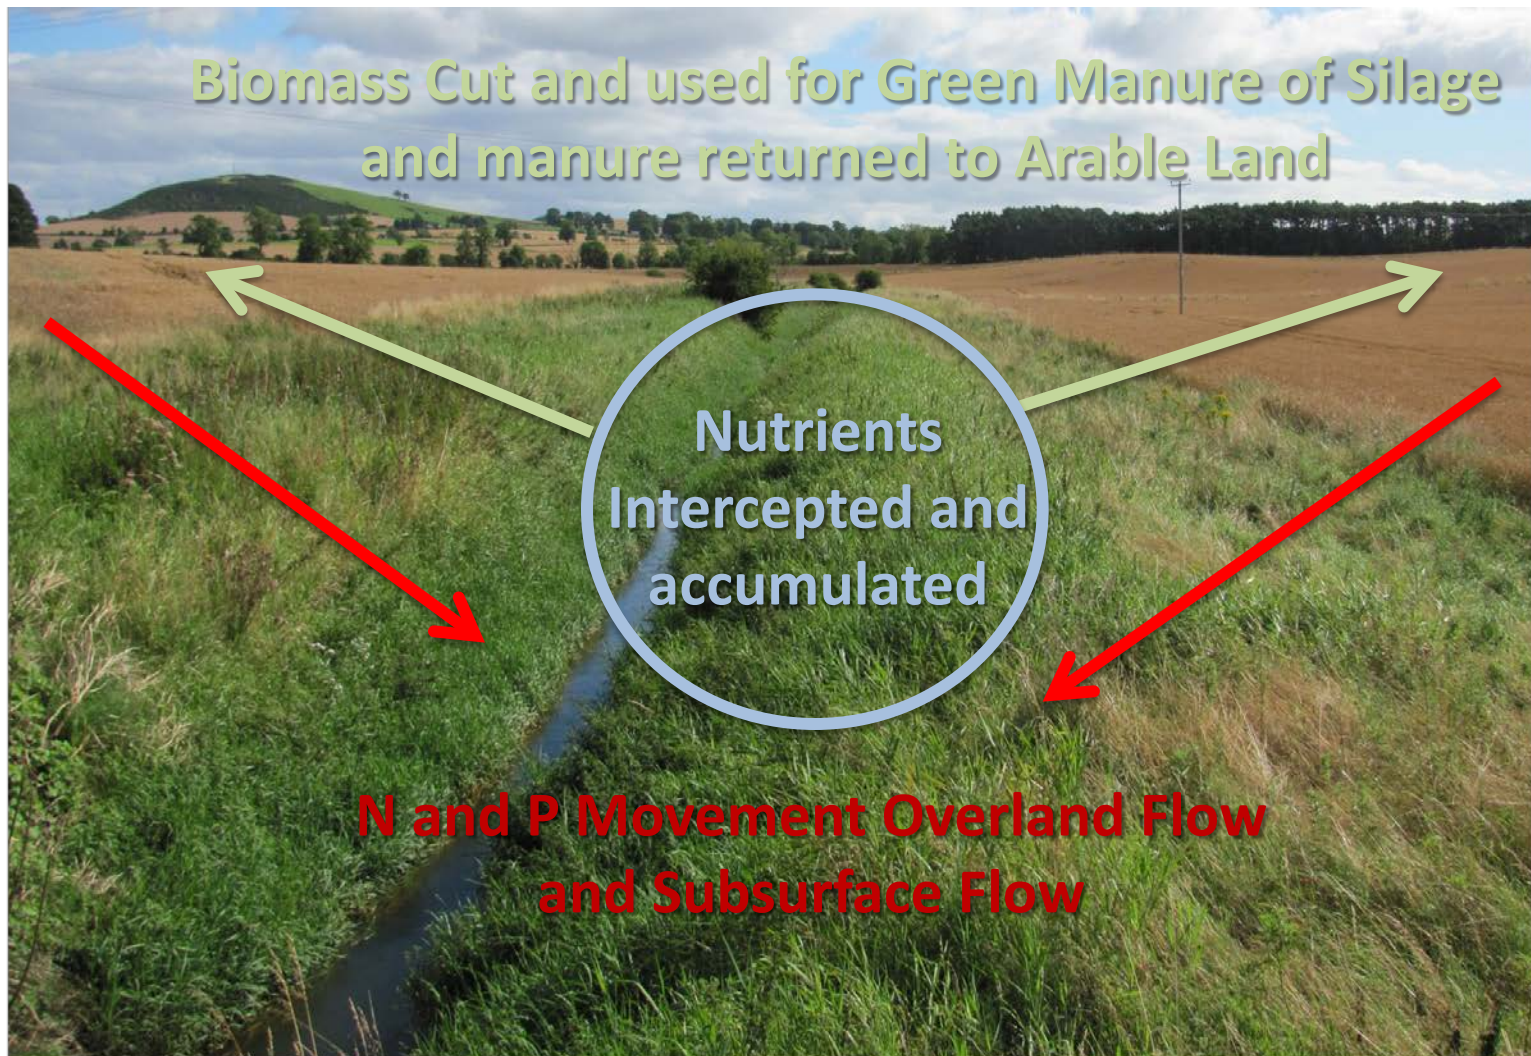 Biomass Cut and used for Green Manure of Silage
and manure returned to Arable Land
Nutrients
Intercepted and
accumulated
N and P Movement Overland Flow
and Subsurface Flow